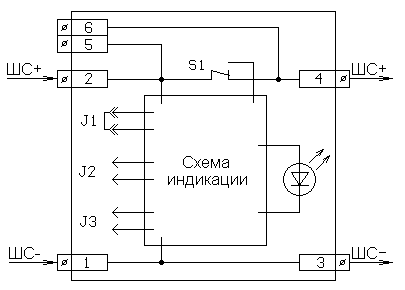 6
5
ШС+ 2 S1 4 ШС+
J1
Схема
индикации
J2
J3
ШС- 1 3 ШС-